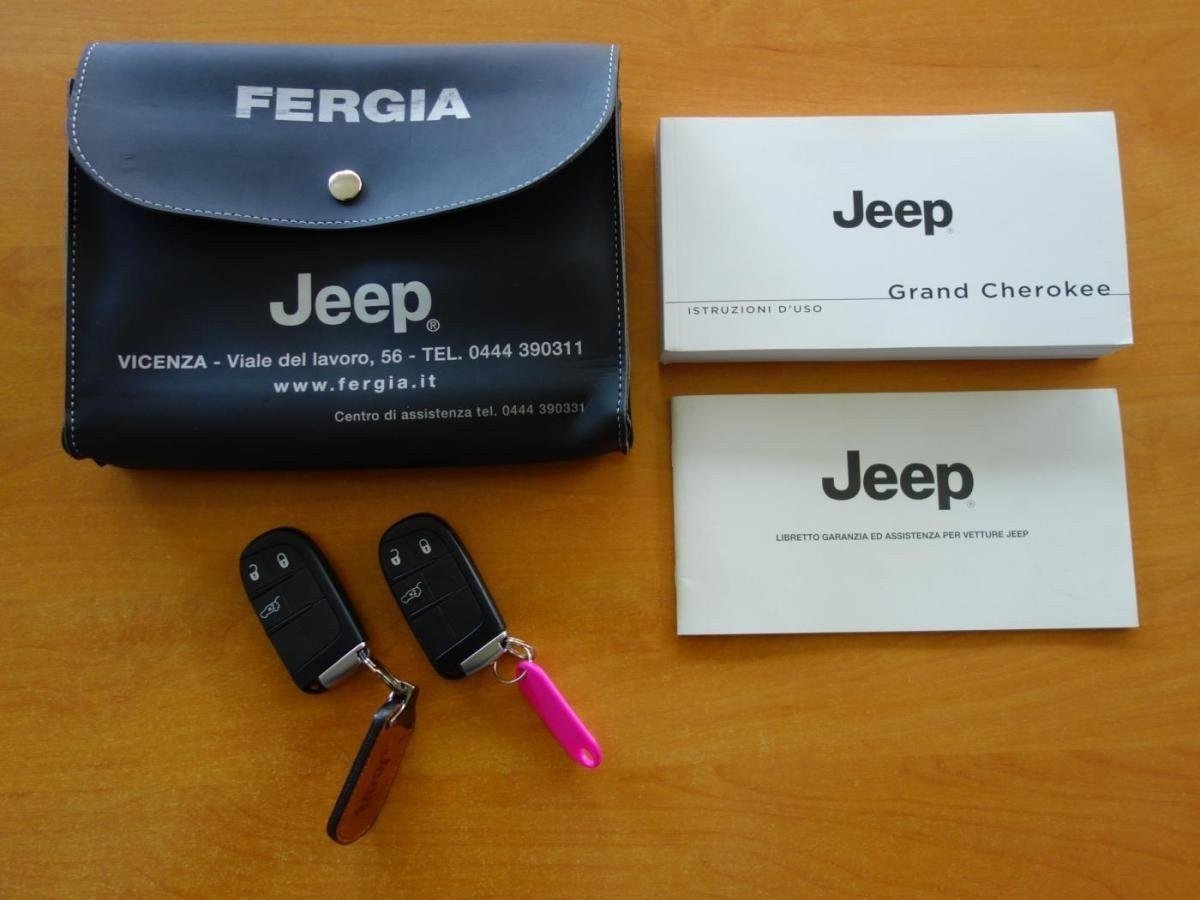 FERGIA
Jeep®
VICENZA - Viale del lavoro, 56 - TEL. 0444 390311
www.fergia.it
Centro di assistenza tel. 0444 390331
Jeep®
Grand Cherokee
ISTRUZIONI D'USO
Jeep®
LIBRETTO GARANZIA ED ASSISTENZA PER VETTURE JEEP